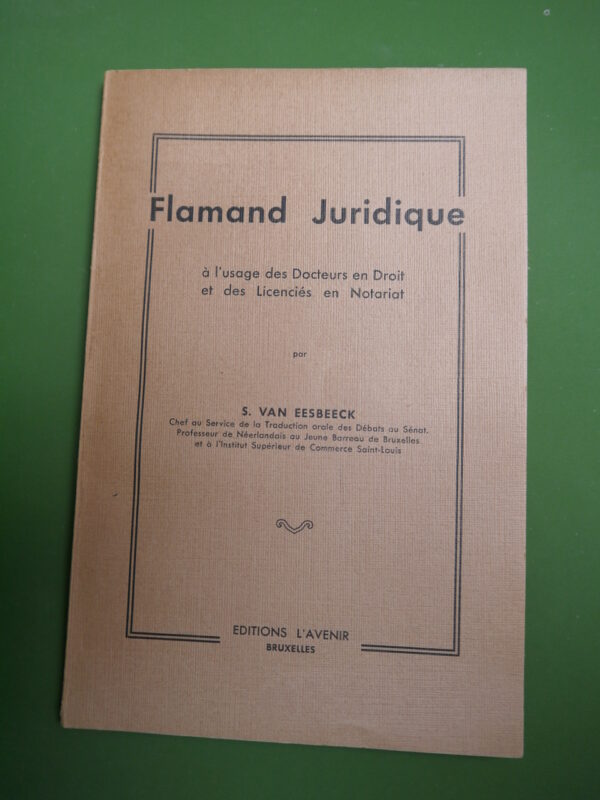 Flamand Juridique
à l'usage des Docteurs en Droit
et des Licenciés en Notariat
par
S. VAN EESBEECK
Chef au Service de la Traduction orale des Débats au Sénat.
Professeur de Néerlandais au Jeune Barreau de Bruxelles
et à l'Institut Supérieur de Commerce Saint-Louis
EDITIONS L'AVENIR
BRUXELLES